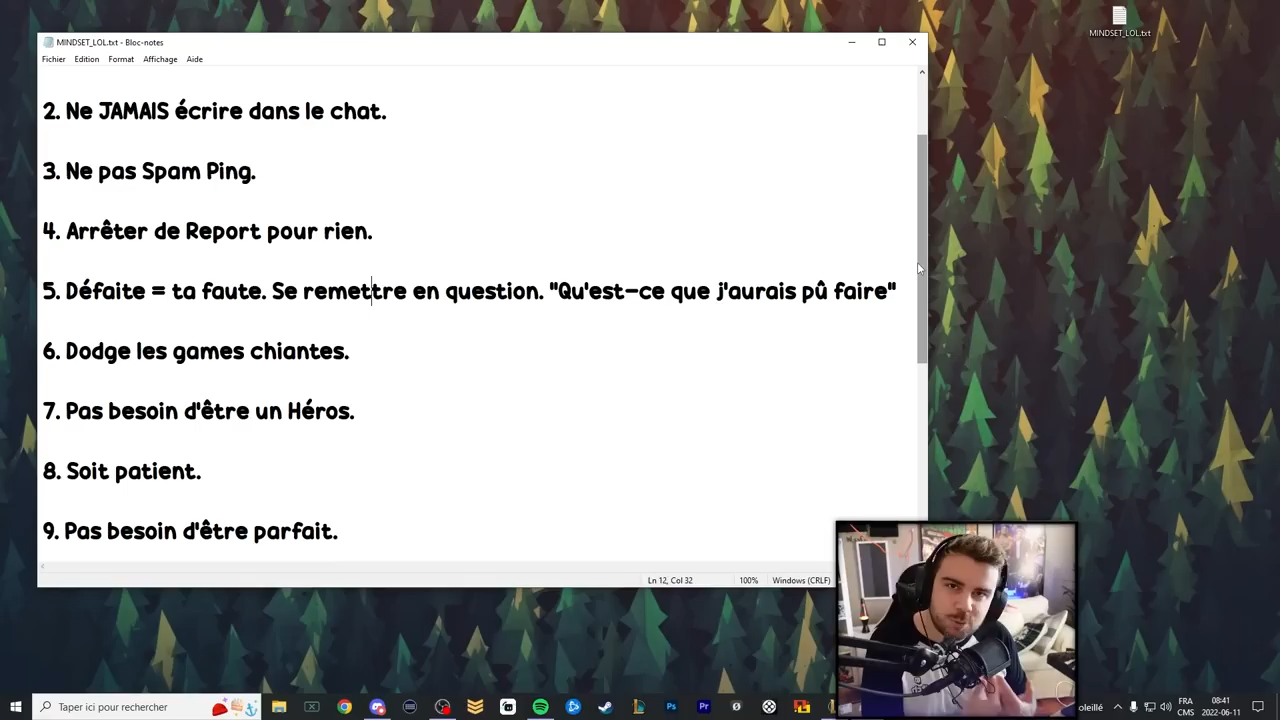 MINDSET_LOL.txt - Bloc-notes
MINDSET_LOL.txt
Fichier Edition Format Affichage Aide
2. Ne JAMAIS écrire dans le chat.
3. Ne pas Spam Ping.
4. Arrêter de Report pour rien.
5. Défaite = ta faute. Se remettre en question. "Qu'est-ce que j'aurais pû faire"
6. Dodge les games chiantes.
7. Pas besoin d'être un Héros.
8. Soit patient.
9. Pas besoin d'être parfait.
Ln 12, Col 32 100% Windows (CRLF)
Taper ici pour rechercher
oleillé
FRA
CMS
08:41
2022-06-11